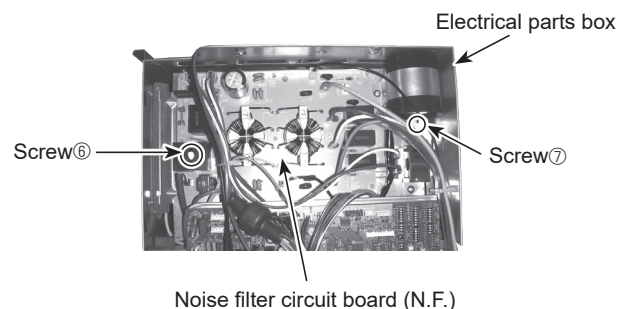 Electrical parts box
Screw⑥
Screw⑦
Noise filter circuit board (N.F.)